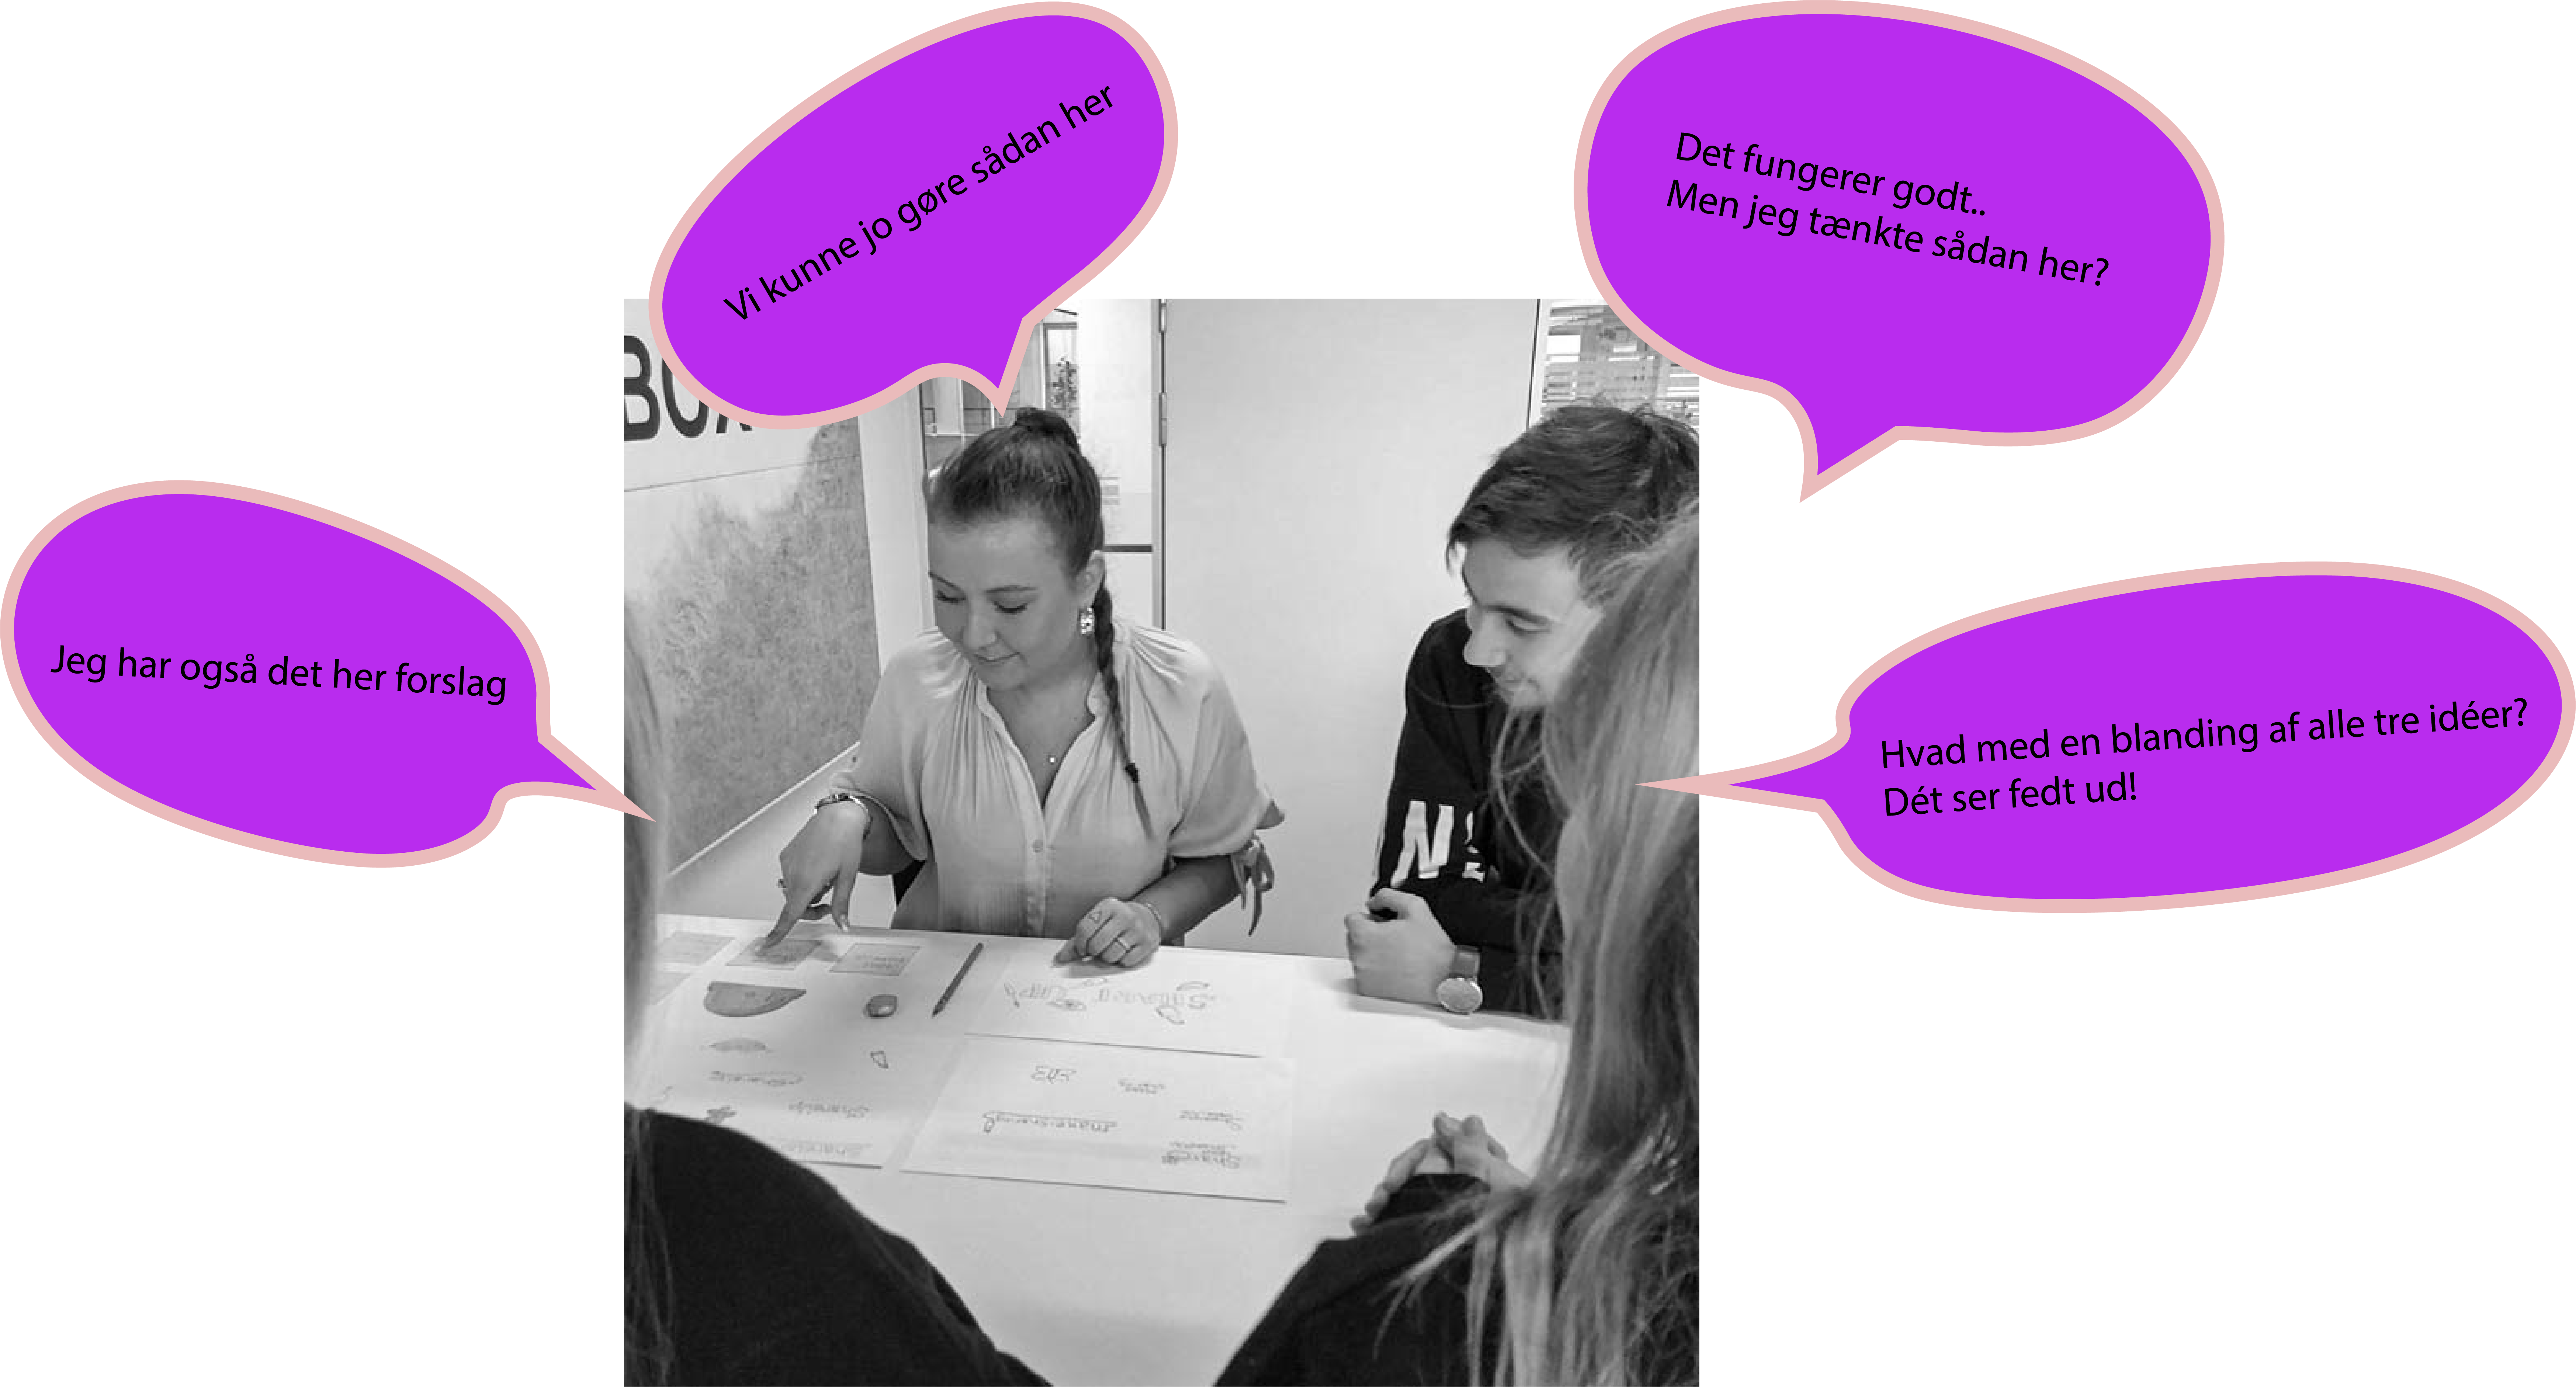 Vi kunne jo gøre sådan her
Det fungerer godt..
Men jeg tænkte sådan her?
Jeg har også det her forslag
Hvad med en blanding af alle tre idéer?
Dét ser fedt ud!